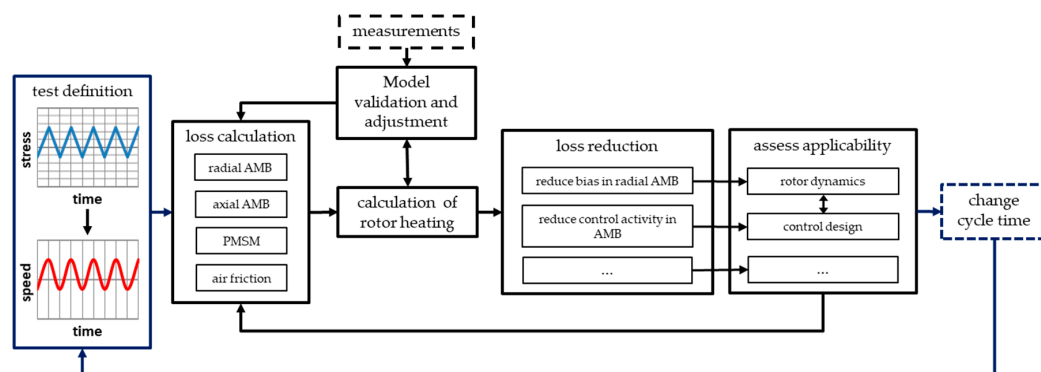 measurements
test definition
stress
time
speed
time
loss calculation
radial AMB
axial AMB
PMSM
air friction
Model
validation and
adjustment
calculation of
rotor heating
loss reduction
reduce bias in radial AMB
reduce control activity in
AMB
...
assess applicability
rotor dynamics
control design
...
change
cycle time